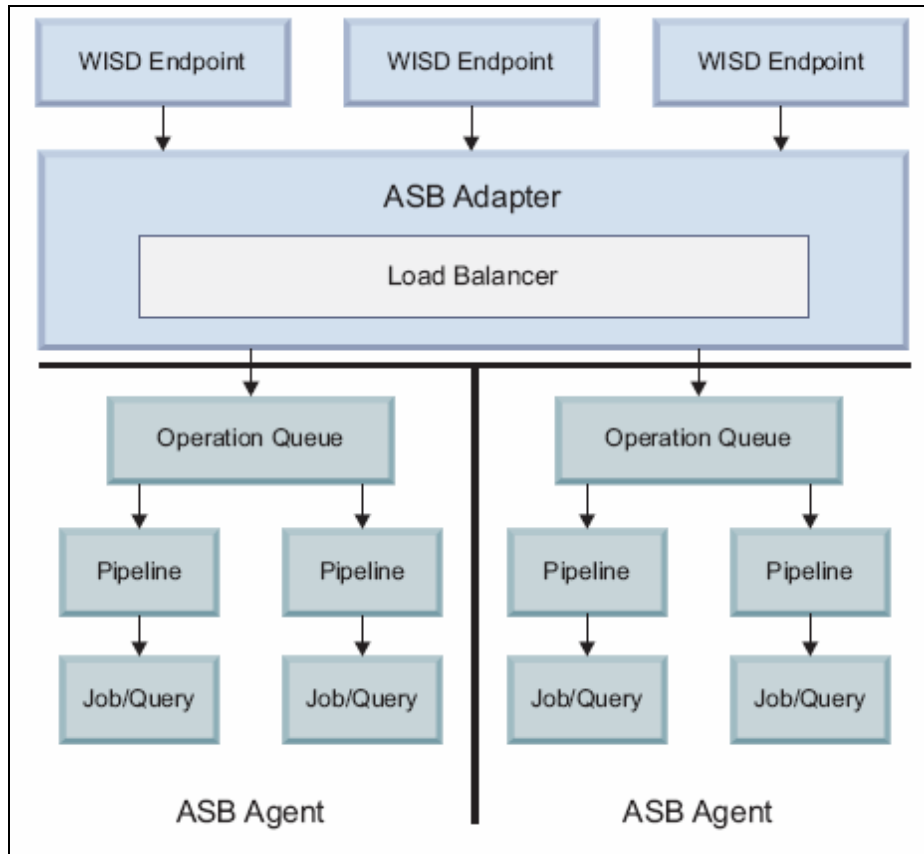 WISD Endpoint
WISD Endpoint
WISD Endpoint
ASB Adapter
Load Balancer
Operation Queue
Operation Queue
Pipeline
Pipeline
Pipeline
Pipeline
Job/Query
Job/Query
Job/Query
Job/Query
ASB Agent
ASB Agent